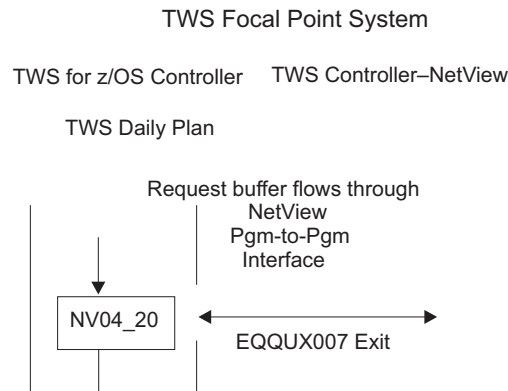 TWS Focal Point System
TWS for z/OS Controller
TWS Controller–NetView
TWS Daily Plan
Request buffer flows through
NetView
Pgm-to-Pgm
Interface
NV04_20
EQQUX007 Exit